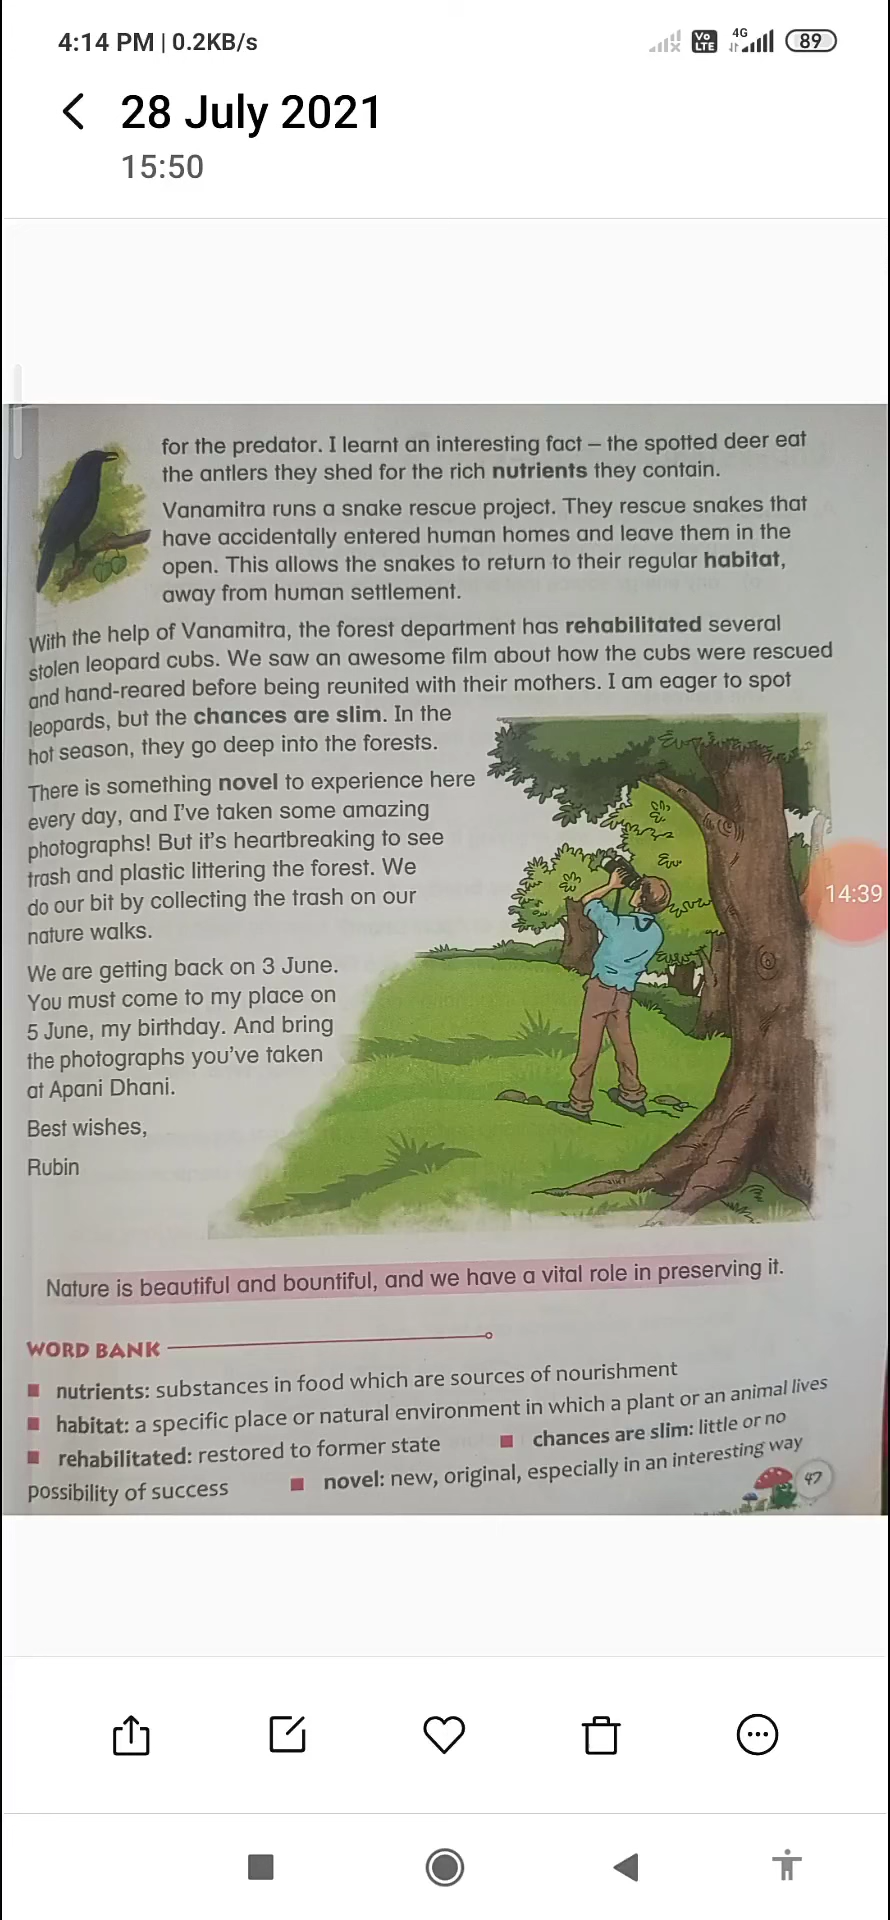 4:14 PM | 0.2KB/s
Vo LTE
4G
89
28 July 2021
15:50
for the predator. I learnt an interesting fact – the spotted deer eat
the antlers they shed for the rich nutrients they contain.
Vanamitra runs a snake rescue project. They rescue snakes that
have accidentally entered human homes and leave them in the
open. This allows the snakes to return to their regular habitat,
away from human settlement.
With the help of Vanamitra, the forest department has rehabilitated several
stolen leopard cubs. We saw an awesome film about how the cubs were rescued
and hand-reared before being reunited with their mothers. I am eager to spot
leopards, but the chances are slim. In the
hot season, they go deep into the forests.
There is something novel to experience here
every day, and I've taken some amazing
photographs! But it's heartbreaking to see
trash and plastic littering the forest. We
do our bit by collecting the trash on our
nature walks.
14:39
We are getting back on 3 June.
You must come to my place on
5 June, my birthday. And bring
the photographs you've taken
at Apani Dhani.
Best wishes,
Rubin
Nature is beautiful and bountiful, and we have a vital role in preserving it.
WORD BANK
nutrients: substances in food which are sources of nourishment
habitat: a specific place or natural environment in which a plant or an animal lives
rehabilitated: restored to former state chances are slim: little or no
possibility of success novel: new, original, especially in an interesting way
47